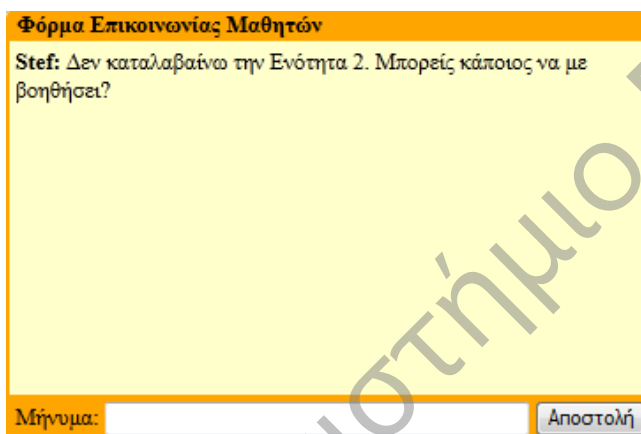 Φόρμα Επικοινωνίας Μαθητών
Stef: Δεν καταλαβαίνω την Ενότητα 2. Μπορείς κάποιος να με
βοηθήσει?
Μήνυμα:
Αποστολή